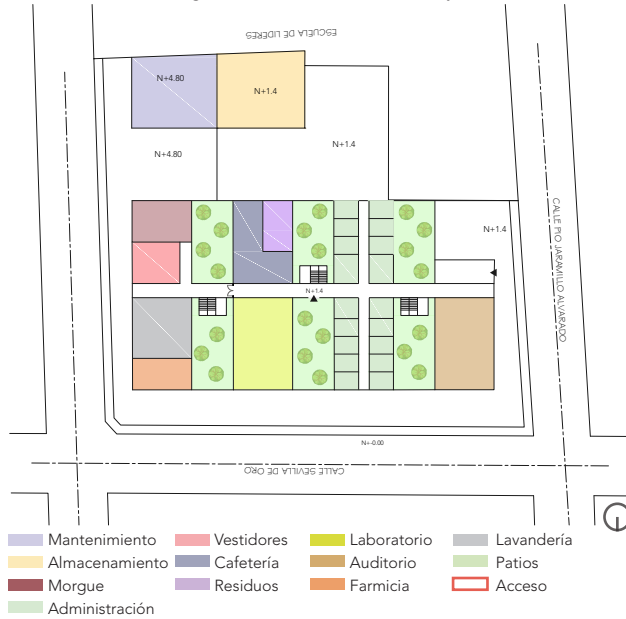 ESCUELA DE LIDERES
N+4.80
N+1.4
N+4.80
N+1.4
N+1.4
CALLE PIO JARAMILLO ALVARADO
N+1.4
N+-0.00
CALLE SEVILLA DE ORO
Mantenimiento
Vestidores
Laboratorio
Lavandería
Almacenamiento
Cafetería
Auditorio
Patios
Morgue
Residuos
Farmicia
Acceso
Administración